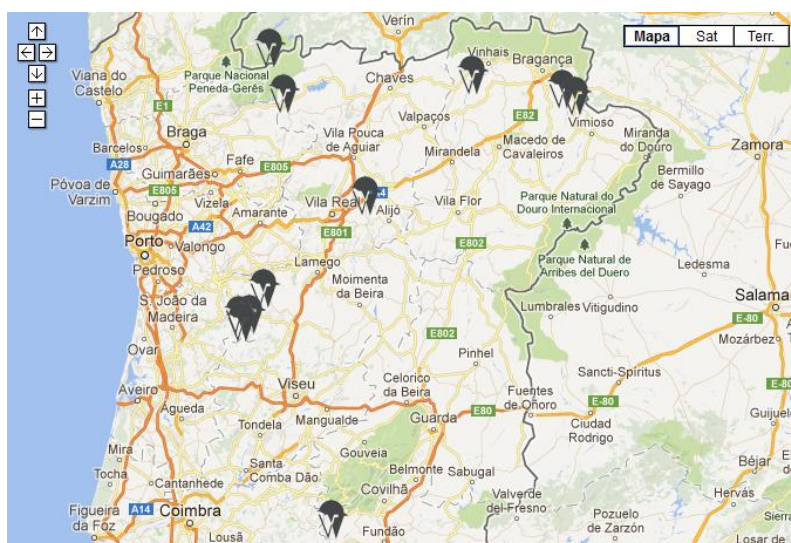 Verín
Mapa
Sat
Terr.
Vinhais
Bragança
Parque Nacional
Peneda-Gerês
Viana do
Castelo
Chaves
E1
Braga
Valpaços
E82
Vimioso
Barcelos
Vila Pouca
de Aguiar
Macedo de
Cavaleiros
Miranda
do Douro
Zamora
A28
Fafe
E805
Mirandela
Guimarães
Bermillo
de Sayago
Póvoa de
Varzim
E805
Vizela
Vila Real
Alijó
Vila Flor
Parque Natural do
Douro Internacional
Bougado
Amarante
A42
E801
Porto
Valongo
E802
Parque Natural de
Arribes del Duero
Ledesma
Pedroso
Lamego
Moimenta
da Beira
S. João da
Madeira
Lumbrales
Vitigudino
Salaman
E-80
Ovar
E802
Mozárbez
Pinhel
Sancti-Spíritus
Aveiro
Viseu
Celorico
da Beira
Fuentes
de Oñoro
E-80
E-80
Águeda
Mangualde
Guarda
E80
Ciudad
Rodrigo
Guijuelo
Tondela
Mira
Gouveia
Béjar
Tocha
Cantanhede
Santa
Comba Dão
Belmonte
Sabugal
Hervás
Covilhã
A14
Coimbra
Valverde
del-Fresno
Pozuelo
de Zarzón
Figueira
da Foz
Lousã
Fundão
Losar de